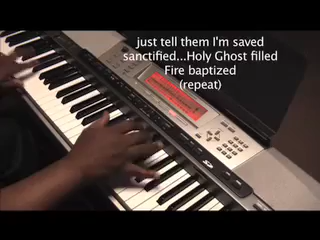 just tell them I'm saved
sanctified...Holy Ghost filled
Fire baptized
(repeat)